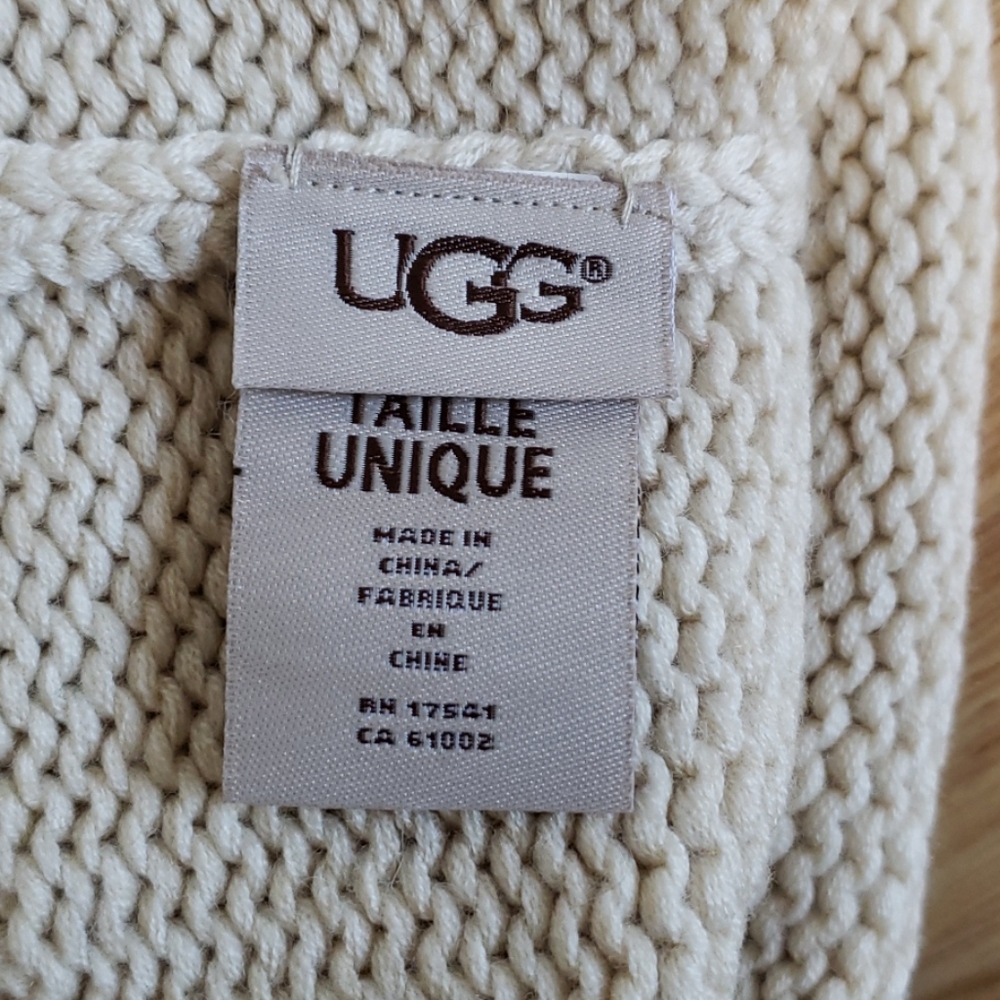 UGG®
TAILLE
UNIQUE
MADE IN
CHINA/
FABRIQUE
EN
CHINE
RN 17541
CA 61002